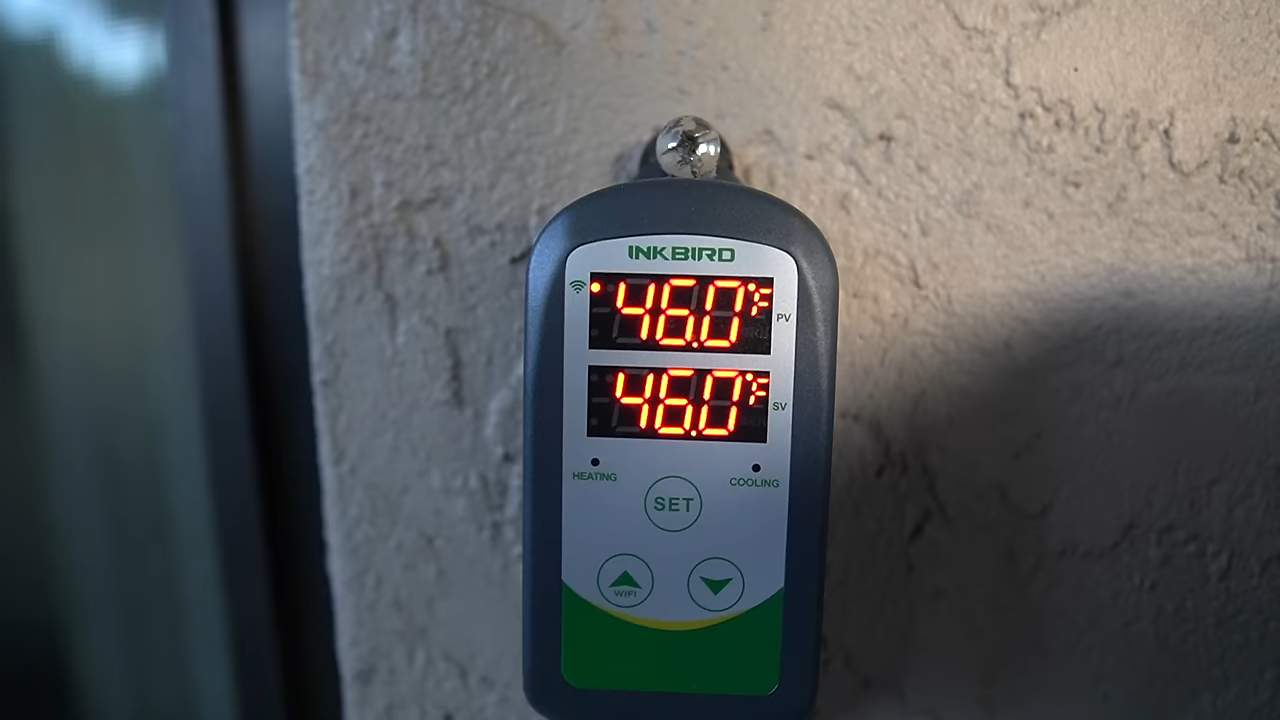 INKBIRD
46.0°F
PV
46.0°F
SV
HEATING
COOLING
SET
WIFI